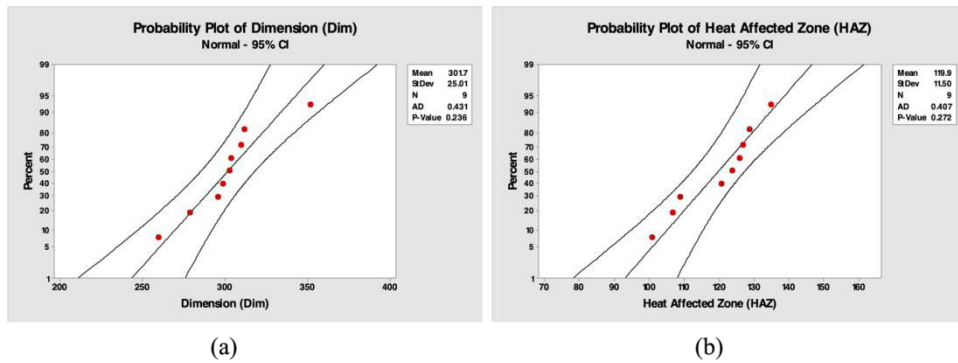 Probability Plot of Dimension (Dim)
Normal - 95% CI
Mean 301.7
StDev 25.01
N 9
AD 0.431
P-Value 0.236
Percent
99
95
90
80
70
60
50
40
30
20
10
5
1
200 250 300 350 400
Dimension (Dim)
(a)
Probability Plot of Heat Affected Zone (HAZ)
Normal - 95% CI
Mean 119.9
StDev 11.50
N 9
AD 0.407
P-Value 0.272
Percent
99
95
90
80
70
60
50
40
30
20
10
5
1
70 80 90 100 110 120 130 140 150 160
Heat Affected Zone (HAZ)
(b)